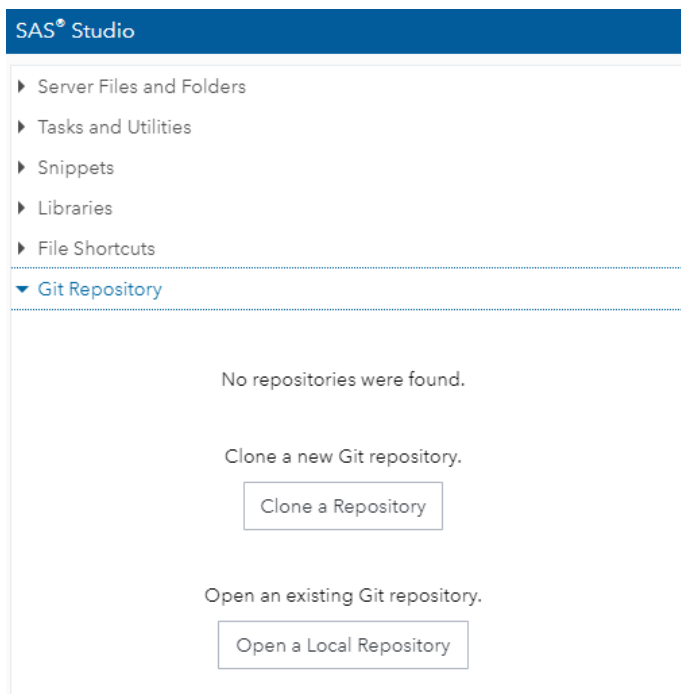 SAS® Studio
Server Files and Folders
Tasks and Utilities
Snippets
Libraries
File Shortcuts
Git Repository
No repositories were found.
Clone a new Git repository.
Clone a Repository
Open an existing Git repository.
Open a Local Repository